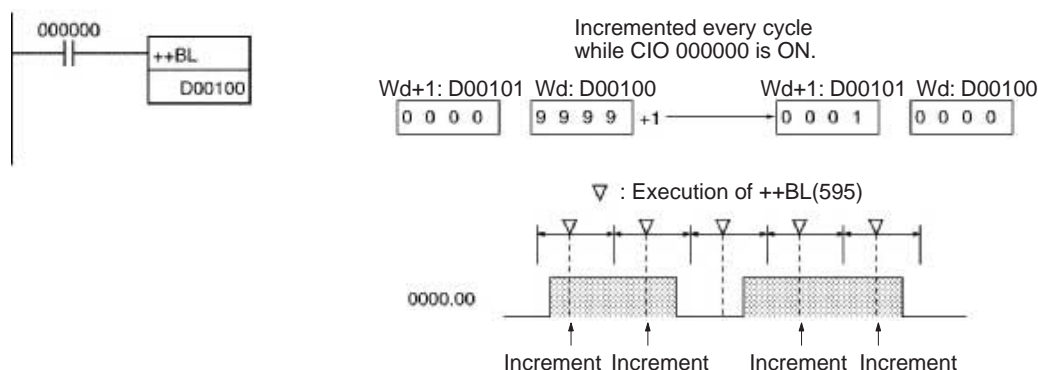 000000
++BL
D00100
Incremented every cycle
while CIO 000000 is ON.
Wd+1: D00101 Wd: D00100 Wd+1: D00101 Wd: D00100
0 0 0 0 9 9 9 9 +1 0 0 0 1 0 0 0 0
▽ : Execution of ++BL(595)
0000.00
Increment Increment Increment Increment